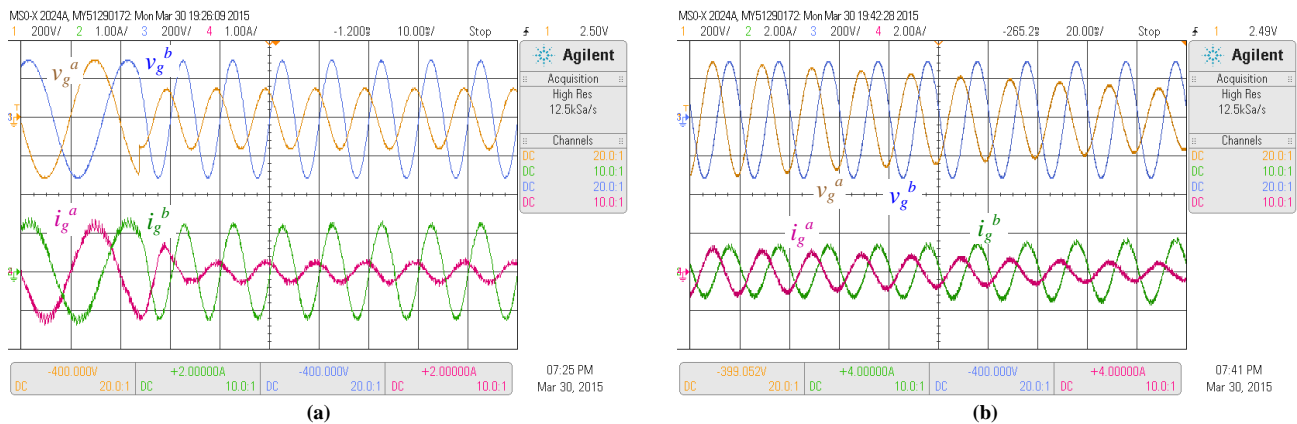 MSO-X 2024A, MY51290172: Mon Mar 30 19:26:09 2015
1 200V/ 2 1.00A/ 3 200V/ 4 1.00A/ -1.200s 10.00s/ Stop 1 2.50V
Agilent
Acquisition
High Res
12.5kSa/s
Channels
DC 20.0:1
DC 10.0:1
DC 20.0:1
DC 10.0:1
v_g^a
v_g^b
i_g^a
i_g^b
-400.000V
DC 20.0:1
+2.00000A
DC 10.0:1
-400.000V
DC 20.0:1
+2.00000A
DC 10.0:1
07:25 PM
Mar 30, 2015
(a)
MSO-X 2024A, MY51290172: Mon Mar 30 19:42:28 2015
1 200V/ 2 2.00A/ 3 200V/ 4 2.00A/ -265.2s 20.00s/ Stop 1 2.49V
Agilent
Acquisition
High Res
12.5kSa/s
Channels
DC 20.0:1
DC 10.0:1
DC 20.0:1
DC 10.0:1
v_g^a
v_g^b
i_g^a
i_g^b
-399.052V
DC 20.0:1
+4.00000A
DC 10.0:1
-400.000V
DC 20.0:1
+4.00000A
DC 10.0:1
07:41 PM
Mar 30, 2015
(b)